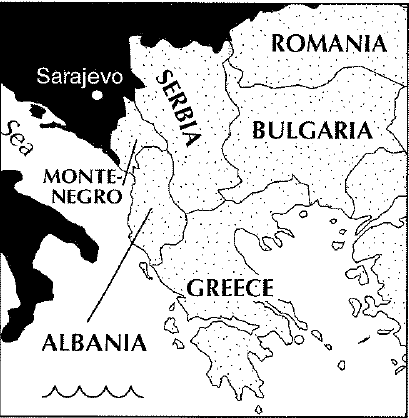 ROMANIA
Sarajevo
SERBIA
BULGARIA
Sea
MONTE-
NEGRO
GREECE
ALBANIA